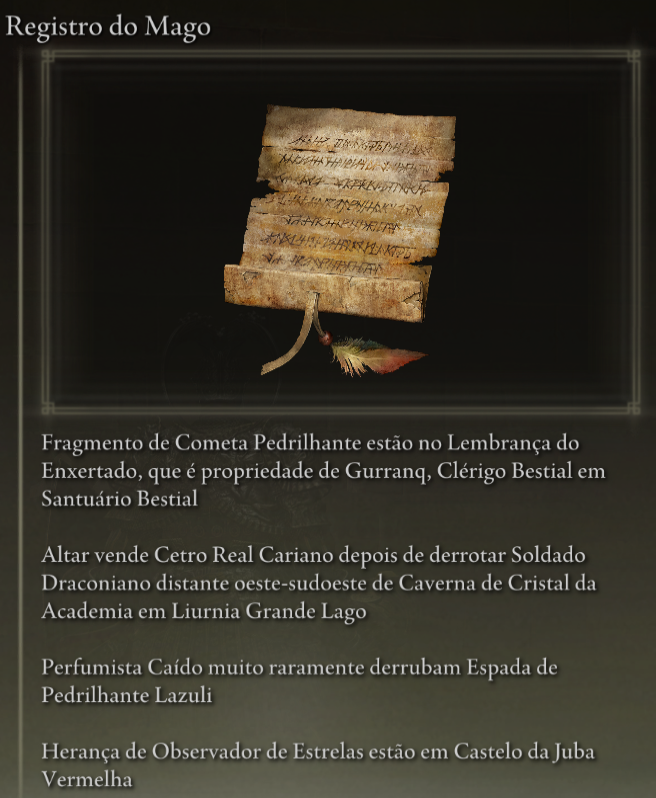 Registro do Mago
Fragmento de Cometa Pedrilhante estão no Lembrança do
Enxertado, que é propriedade de Gurranq, Clérigo Bestial em
Santuário Bestial
Altar vende Cetro Real Cariano depois de derrotar Soldado
Draconiano distante oeste-sudoeste de Caverna de Cristal da
Academia em Liurnia Grande Lago
Perfumista Caído muito raramente derrubam Espada de
Pedrilhante Lazuli
Herança de Observador de Estrelas estão em Castelo da Juba
Vermelha